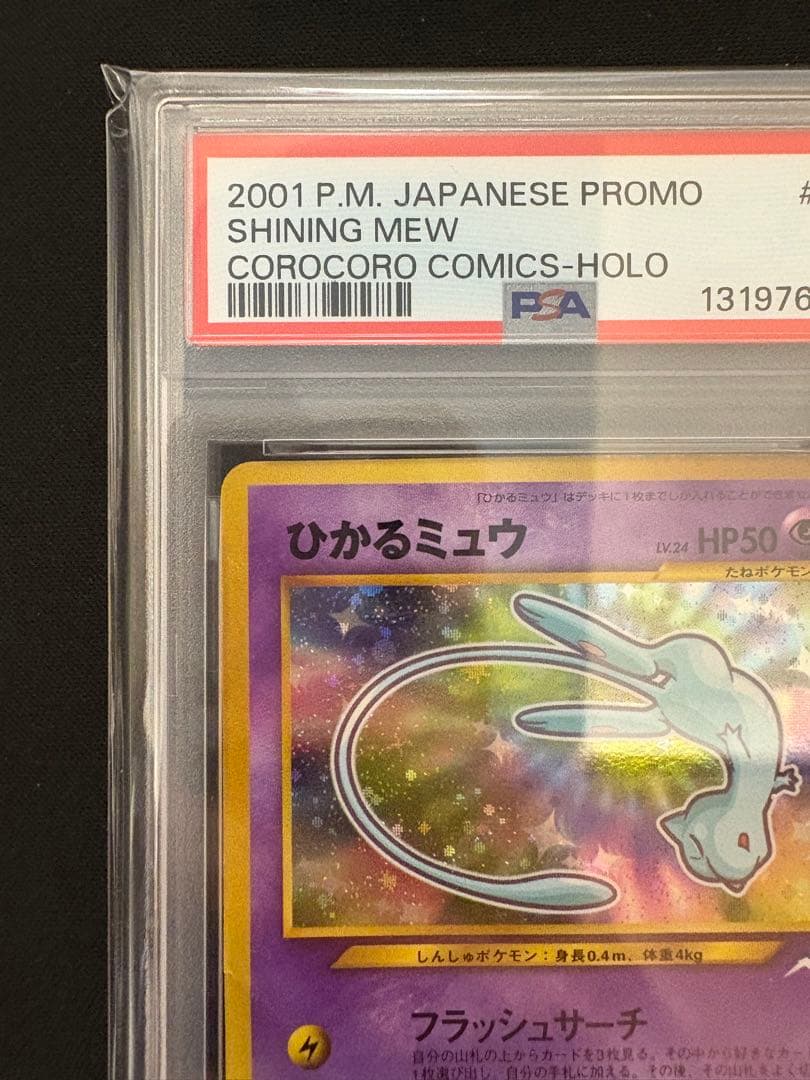 2001 P.M. JAPANESE PROMO #
SHINING MEW
COROCORO COMICS-HOLO
PSA 131976
「ひかるミュウ」はデッキに1枚までしか入れることができ
ひかるミュウ LV.24 HP50
たねポケモン
しんしゅポケモン：身長0.4m、体重4kg
フラッシュサーチ
自分の山札の上からカードを3枚見る。その中から好きなカー
1枚選び出し、自分の手札に加える。その後、その山札をよく